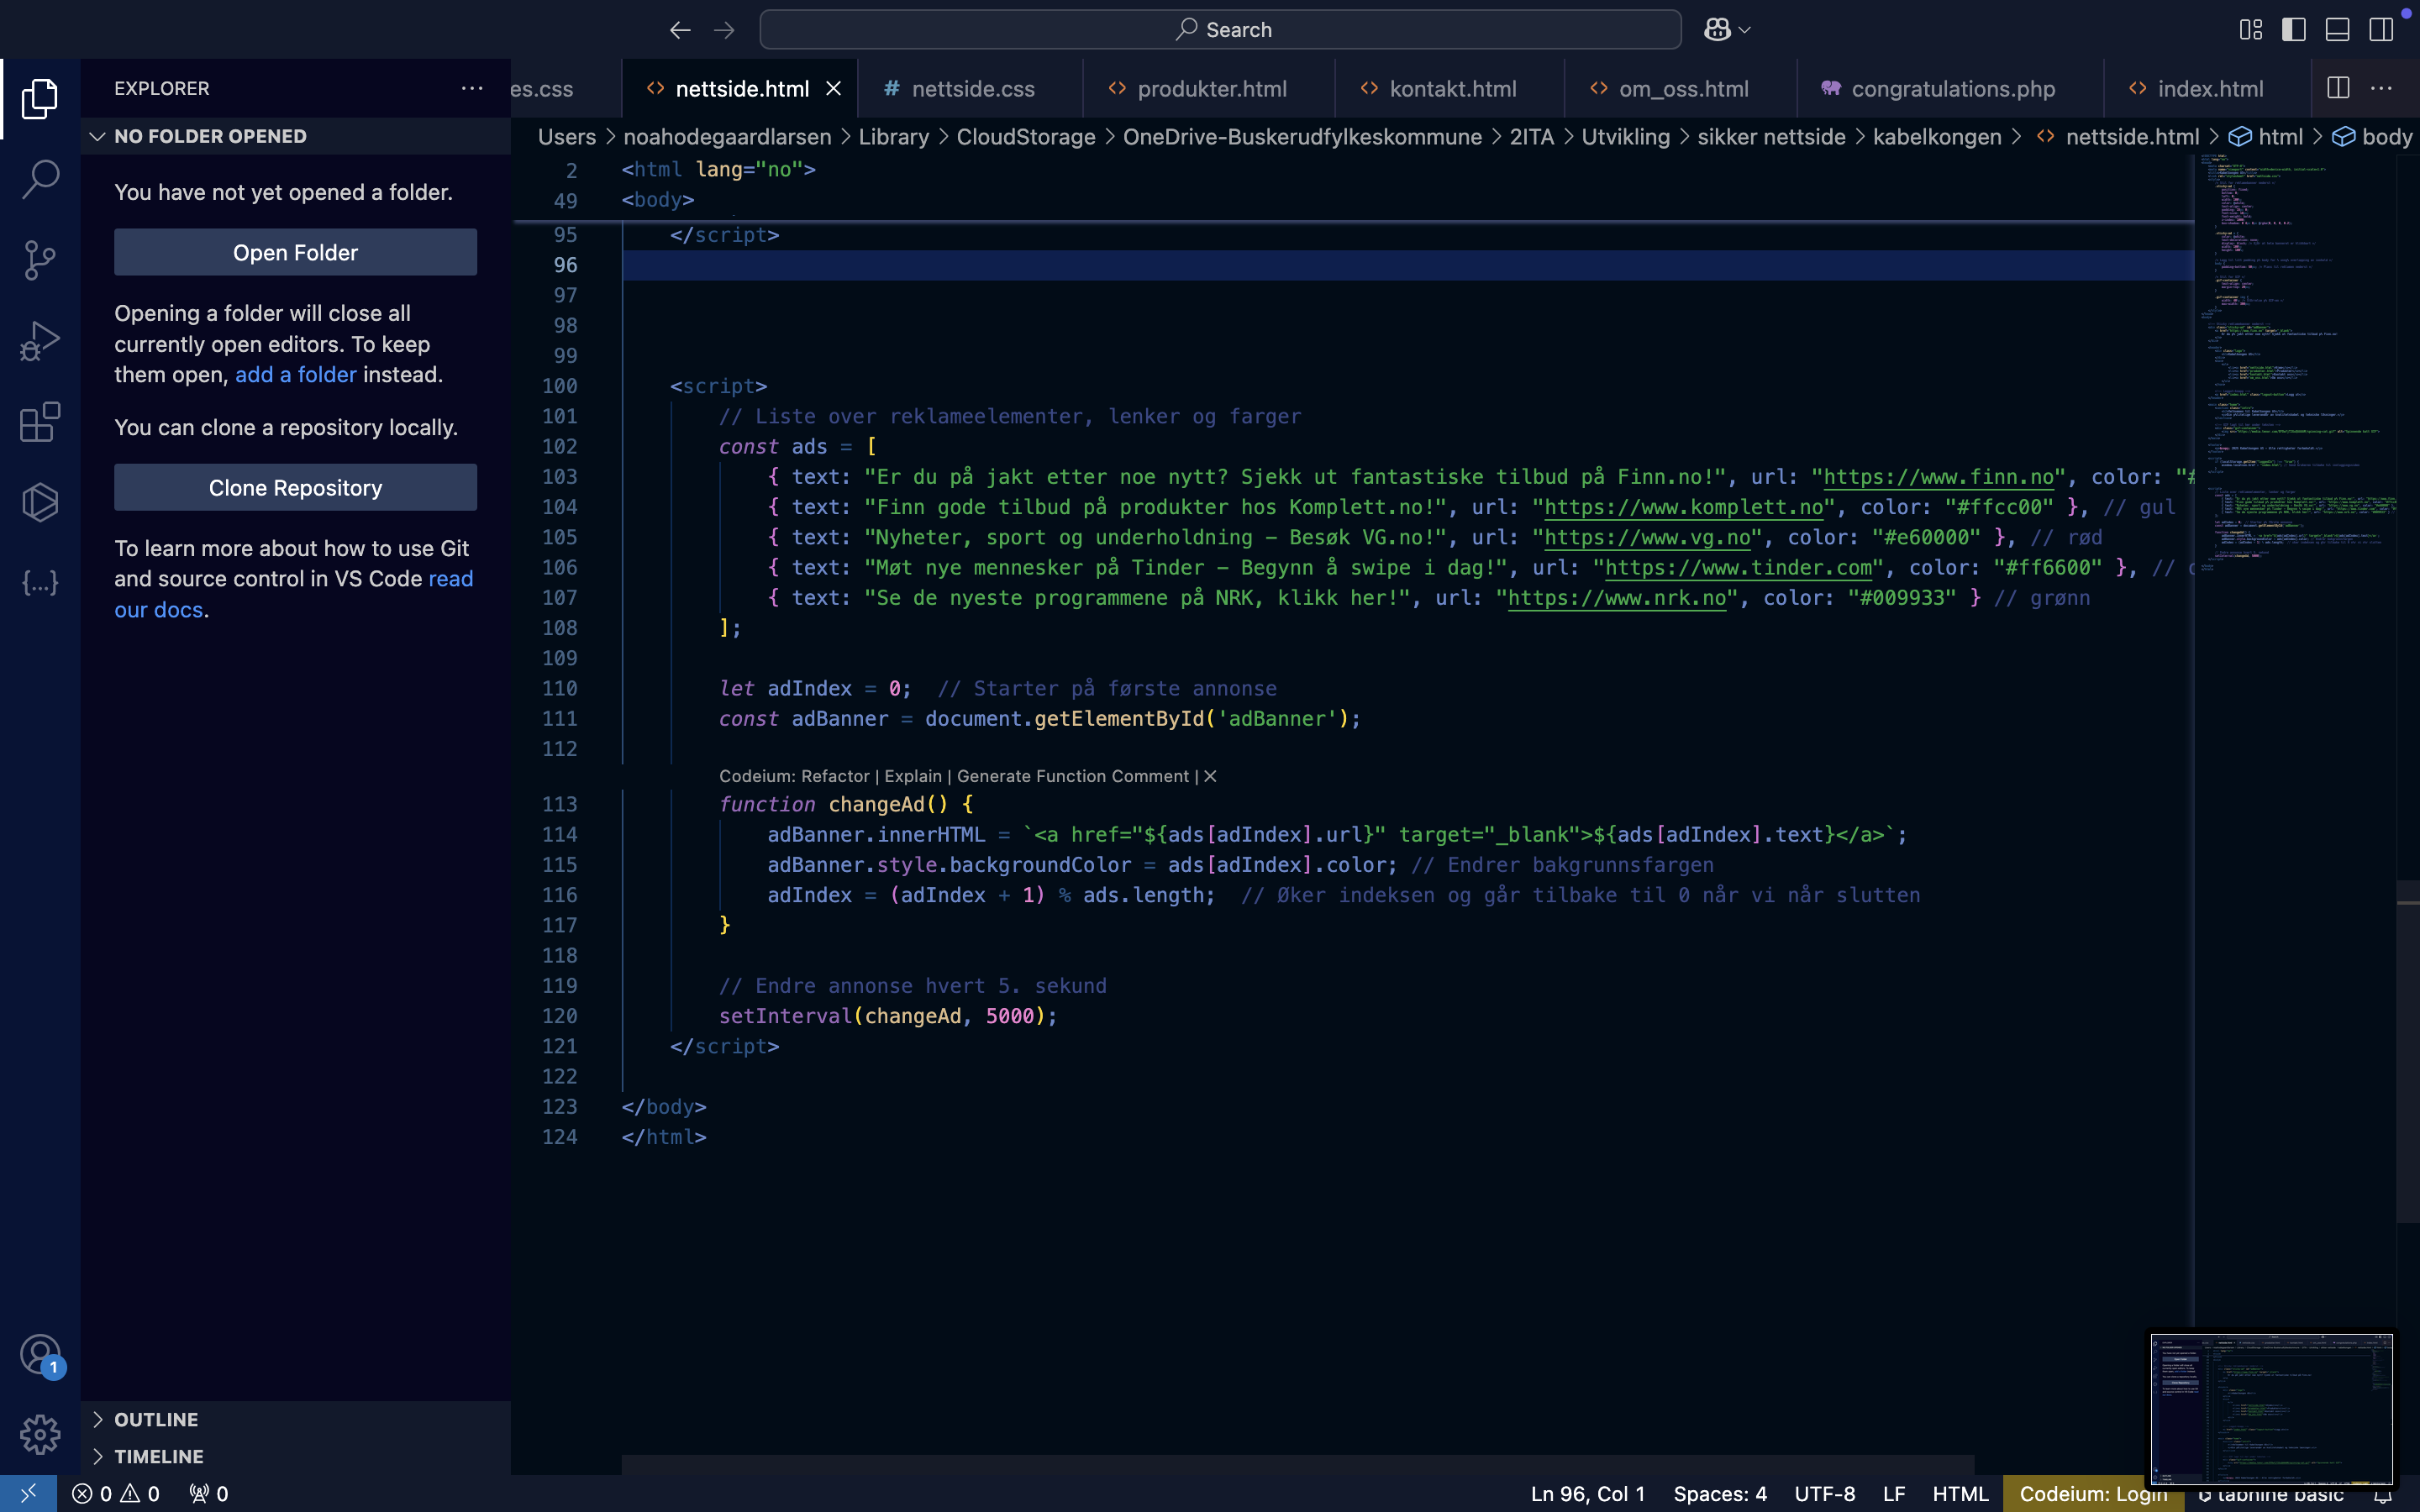 Search
EXPLORER
es.css
nettside.html
# nettside.css
produkter.html
kontakt.html
om_oss.html
congratulations.php
index.html
NO FOLDER OPENED
Users > noahodegaardlarsen > Library > CloudStorage > OneDrive-Buskerudfylkeskommune > 2ITA > Utvikling > sikker nettside > kabelkongen > nettside.html > html > body
You have not yet opened a folder.
Open Folder
Opening a folder will close all
currently open editors. To keep
them open, add a folder instead.
You can clone a repository locally.
Clone Repository
To learn more about how to use Git
and source control in VS Code read
our docs.
1
OUTLINE
TIMELINE
2 <html lang="no">
49 <body>
95 </script>
96
97
98
99
100 <script>
101 // Liste over reklameelementer, lenker og farger
102 const ads = [
103 { text: "Er du på jakt etter noe nytt? Sjekk ut fantastiske tilbud på Finn.no!", url: "https://www.finn.no", color: "#
104 { text: "Finn gode tilbud på produkter hos Komplett.no!", url: "https://www.komplett.no", color: "#ffcc00" }, // gul
105 { text: "Nyheter, sport og underholdning – Besøk VG.no!", url: "https://www.vg.no", color: "#e60000" }, // rød
106 { text: "Møt nye mennesker på Tinder – Begynn å swipe i dag!", url: "https://www.tinder.com", color: "#ff6600" }, //
107 { text: "Se de nyeste programmene på NRK, klikk her!", url: "https://www.nrk.no", color: "#009933" } // grønn
108 ];
109
110 let adIndex = 0;  // Starter på første annonse
111 const adBanner = document.getElementById('adBanner');
112
Codeium: Refactor | Explain | Generate Function Comment | ×
113 function changeAd() {
114 adBanner.innerHTML = `<a href="${ads[adIndex].url}" target="_blank">${ads[adIndex].text}</a>`;
115 adBanner.style.backgroundColor = ads[adIndex].color; // Endrer bakgrunnsfargen
116 adIndex = (adIndex + 1) % ads.length;  // Øker indeksen og går tilbake til 0 når vi når slutten
117 }
118
119 // Endre annonse hvert 5. sekund
120 setInterval(changeAd, 5000);
121 </script>
122
123 </body>
124 </html>
0 0 0
Ln 96, Col 1
Spaces: 4
UTF-8
LF
HTML
Codeium: Login
tabnine basic